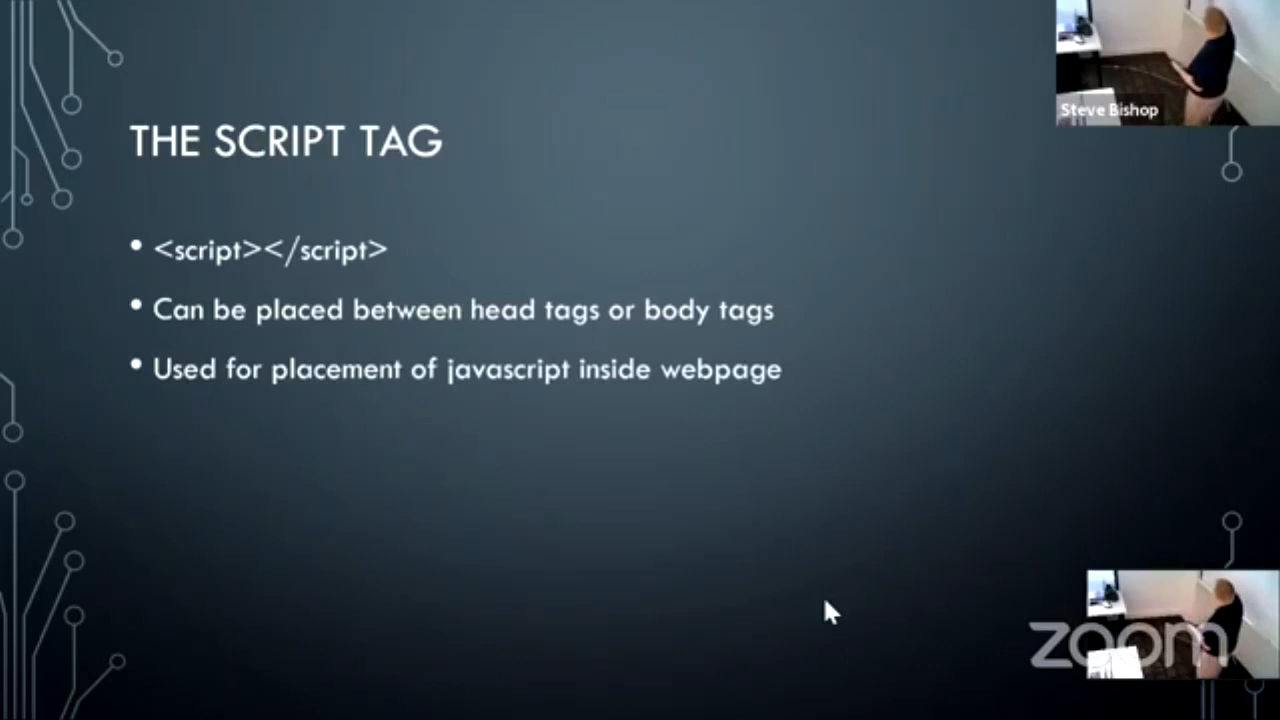 Steve Bishop
THE SCRIPT TAG
• <script></script>
• Can be placed between head tags or body tags
• Used for placement of javascript inside webpage
zoom